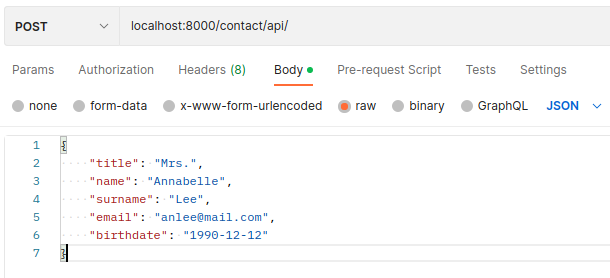 POST localhost:8000/contact/api/
Params Authorization Headers (8) Body Pre-request Script Tests Settings
none form-data x-www-form-urlencoded raw binary GraphQL JSON
1 {
2 "title": "Mrs.",
3 "name": "Annabelle",
4 "surname": "Lee",
5 "email": "anlee@mail.com",
6 "birthdate": "1990-12-12"
7 }